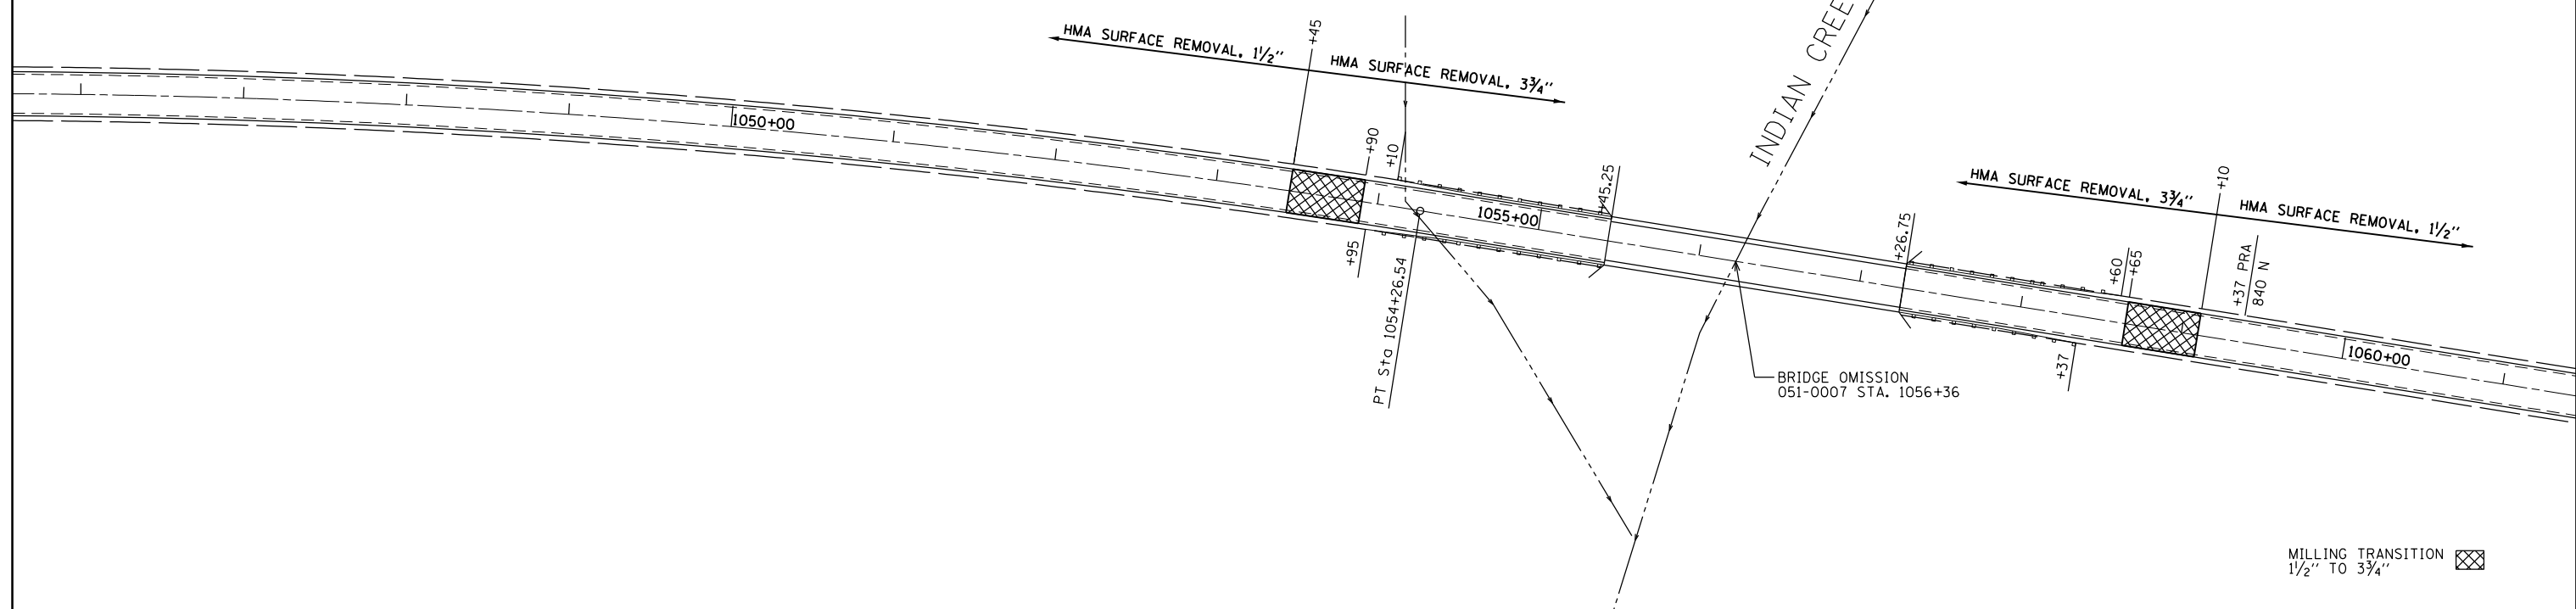 HMA SURFACE REMOVAL, 1½"
+45
HMA SURFACE REMOVAL, 3¾"
INDIAN CREE
1050+00
+90
+10
+45.25
1055+00
+95
PT Sta 1054+26.54
HMA SURFACE REMOVAL, 3¾"
+10
HMA SURFACE REMOVAL, 1½"
+26.75
+60
+65
+37 PRA
840 N
+37
1060+00
BRIDGE OMISSION
051-0007 STA. 1056+36
MILLING TRANSITION
1½" TO 3¾"